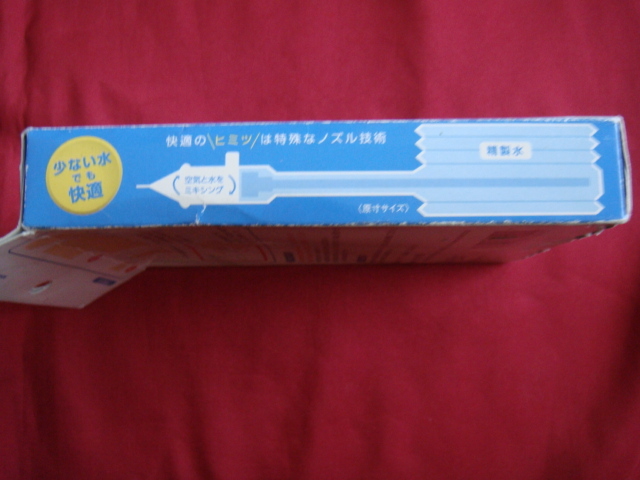 快適の\ヒミツ/は特殊なノズル技術
少ない水
でも
快適
空気と水を
ミキシング
精製水
〈原寸サイズ〉